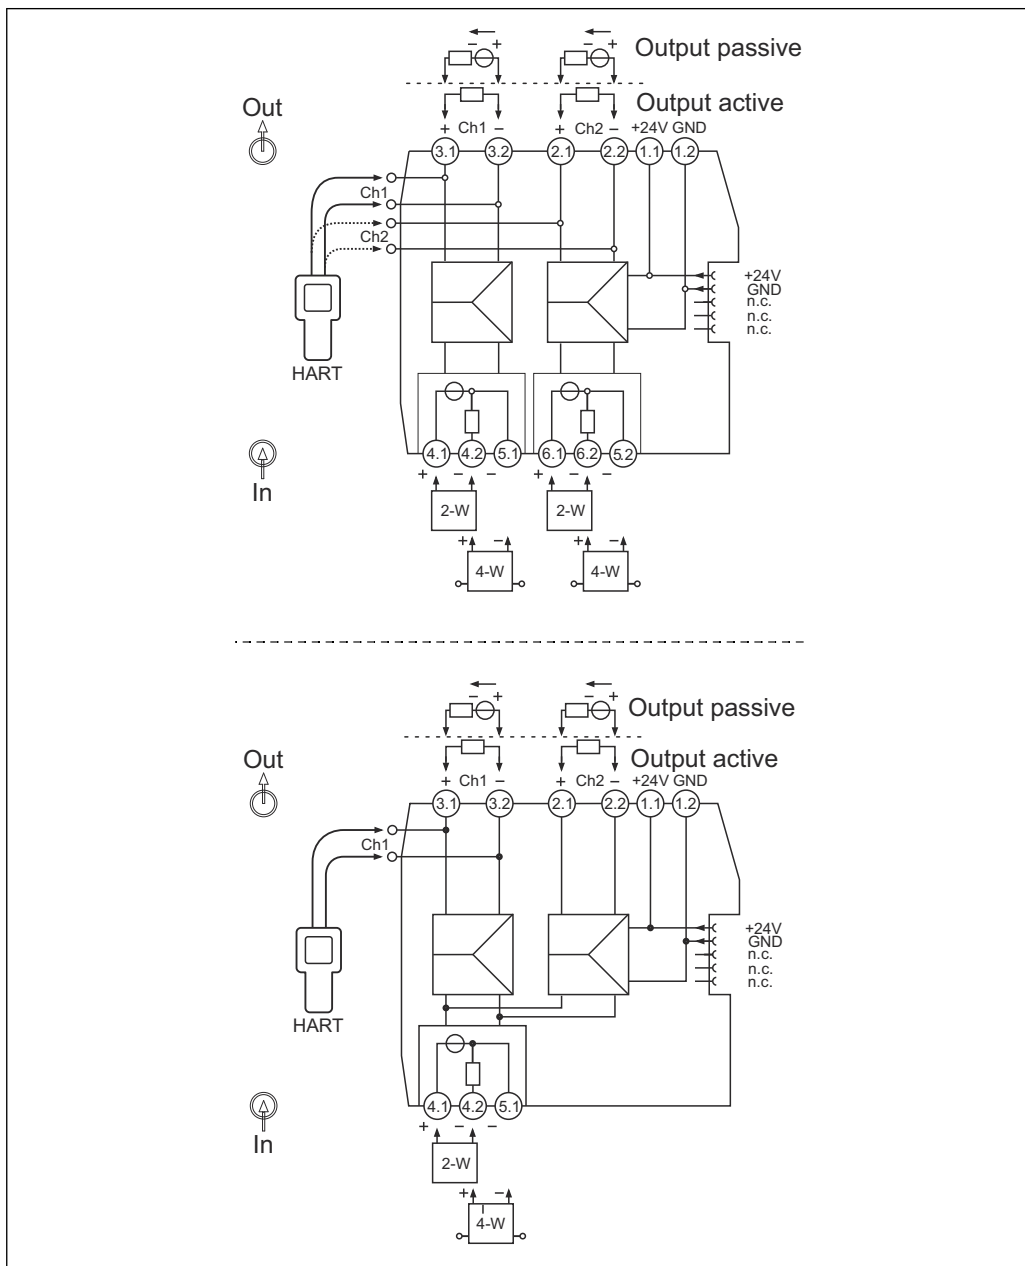 − +
− +
Output passive
Output active
Out
+ Ch1 −
+ Ch2 −
+24V GND
3.1 3.2 2.1 2.2 1.1 1.2
Ch1
Ch2
+24V
GND
n.c.
n.c.
n.c.
HART
4.1 4.2 5.1 6.1 6.2 5.2
In
+ − −
+ − −
2-W
2-W
+ −
+ −
4-W
4-W
− +
− +
Output passive
Output active
Out
+ Ch1 −
+ Ch2 −
+24V GND
3.1 3.2 2.1 2.2 1.1 1.2
Ch1
+24V
GND
n.c.
n.c.
n.c.
HART
4.1 4.2 5.1
In
+ − −
2-W
+ −
4-W